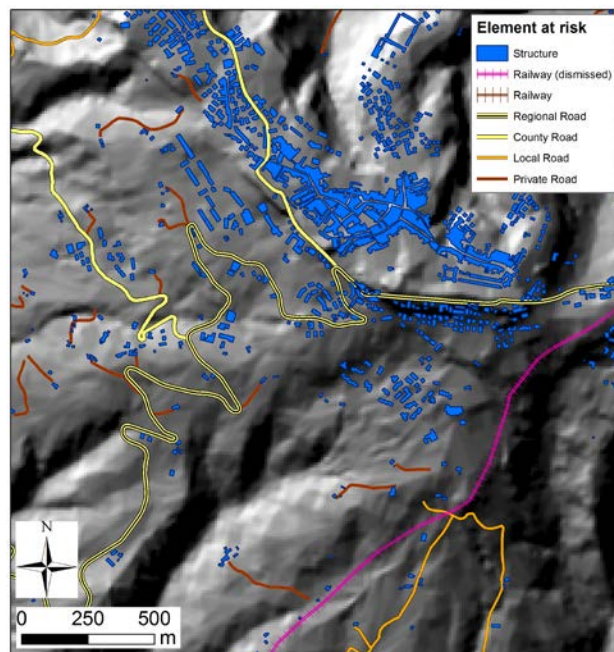 Element at risk
Structure
Railway (dismissed)
Railway
Regional Road
County Road
Local Road
Private Road
N
0 250 500
m